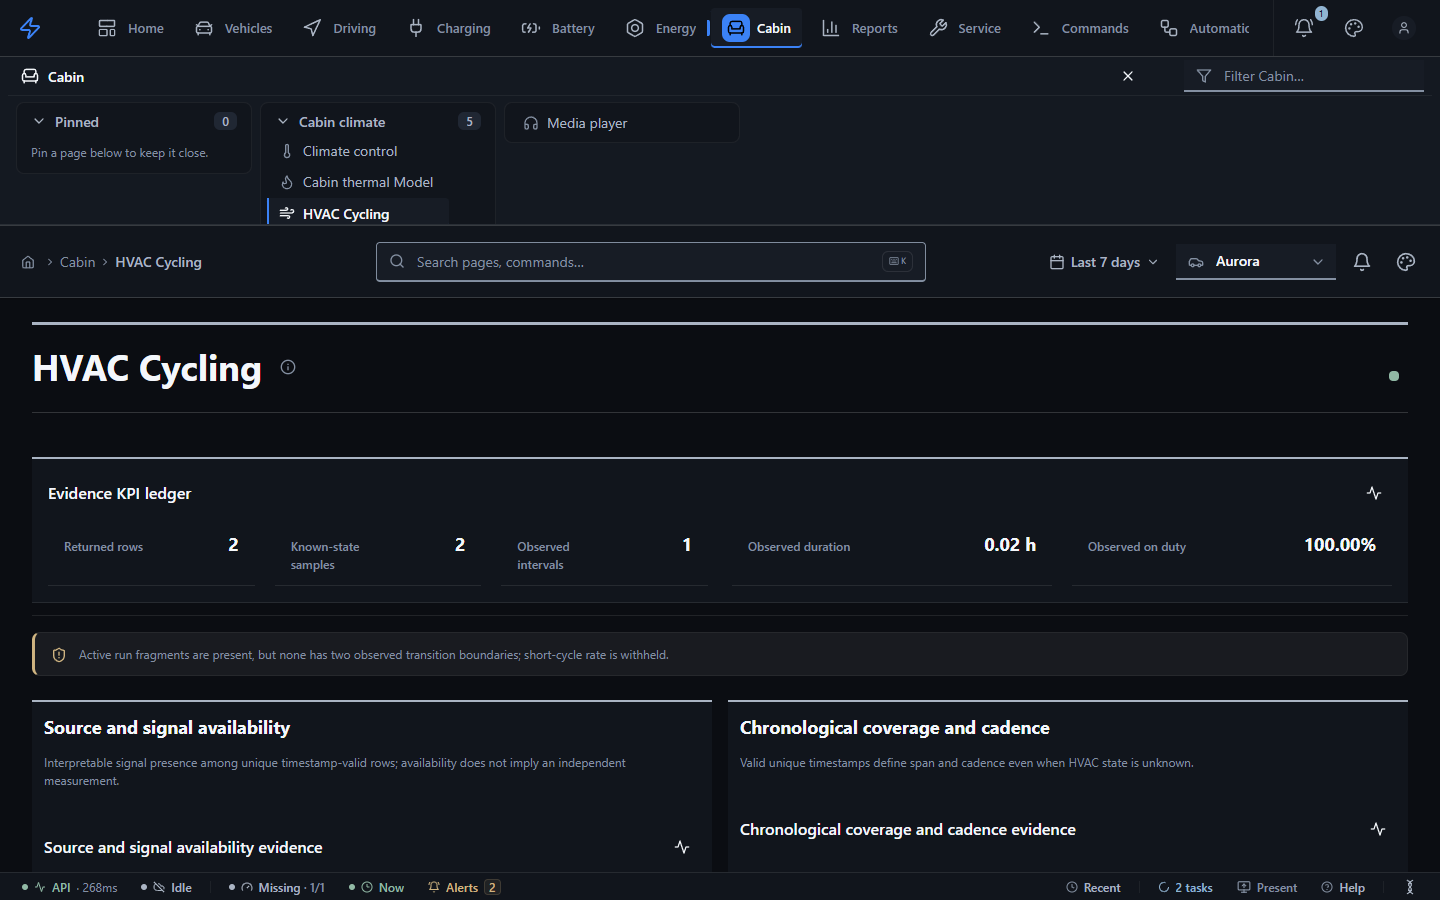 Home
Vehicles
Driving
Charging
Battery
Energy
Cabin
Reports
Service
Commands
Automatic
1
Cabin
Filter Cabin...
Pinned
0
Pin a page below to keep it close.
Cabin climate
5
Climate control
Cabin thermal Model
HVAC Cycling
Media player
Cabin
HVAC Cycling
Search pages, commands...
K
Last 7 days
Aurora
HVAC Cycling
Evidence KPI ledger
Returned rows
2
Known-state
samples
2
Observed
intervals
1
Observed duration
0.02 h
Observed on duty
100.00%
Active run fragments are present, but none has two observed transition boundaries; short-cycle rate is withheld.
Source and signal availability
Interpretable signal presence among unique timestamp-valid rows; availability does not imply an independent
measurement.
Source and signal availability evidence
Chronological coverage and cadence
Valid unique timestamps define span and cadence even when HVAC state is unknown.
Chronological coverage and cadence evidence
API · 268ms
Idle
Missing · 1/1
Now
Alerts 2
Recent
2 tasks
Present
Help